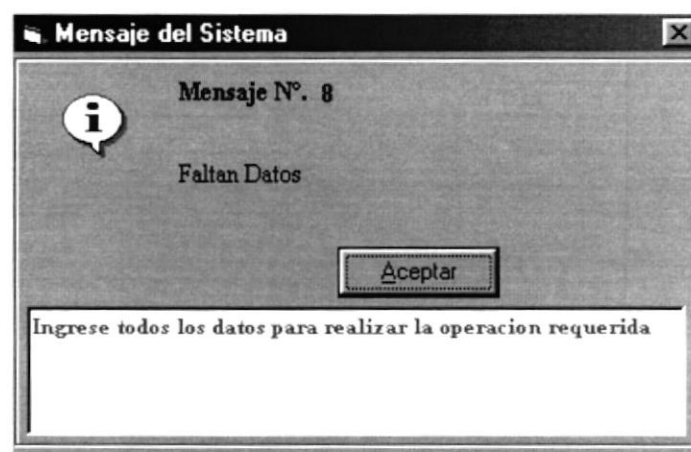 Mensaje del Sistema
Mensaje N°. 8
Faltan Datos
Aceptar
Ingrese todos los datos para realizar la operacion requerida